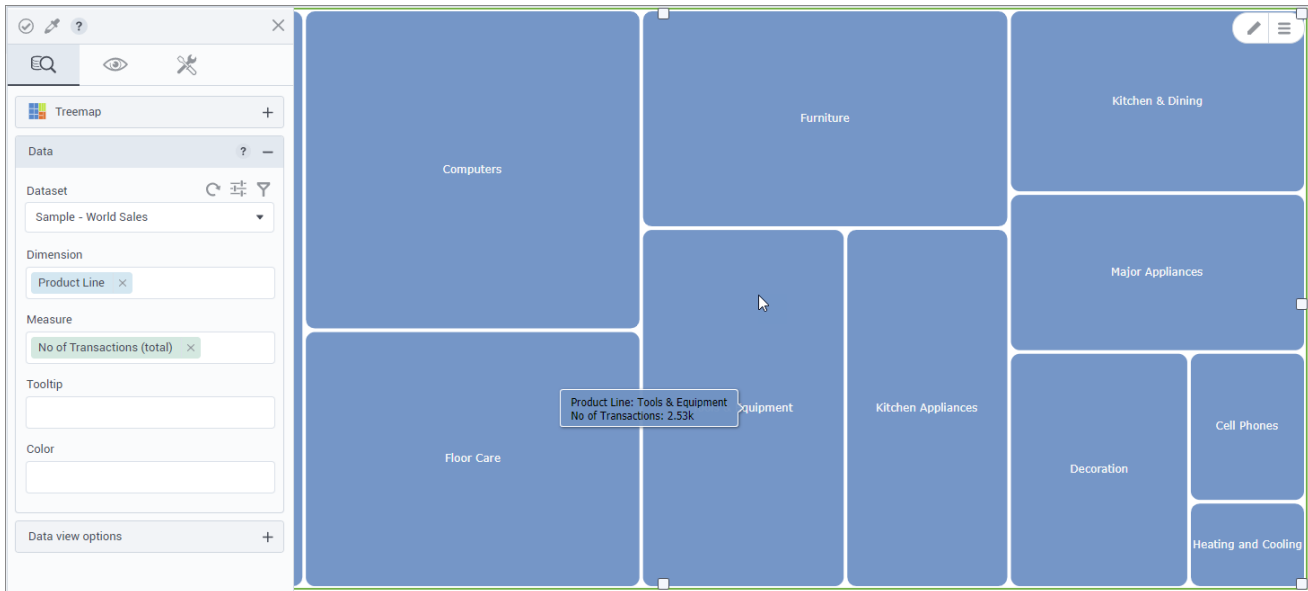 ?
Treemap
+
Data ? −
Dataset
Sample - World Sales
Dimension
Product Line ×
Measure
No of Transactions (total) ×
Tooltip
Color
Data view options +
Computers
Furniture
Kitchen & Dining
Major Appliances
Product Line: Tools & Equipment
No of Transactions: 2.53k
quipment
Kitchen Appliances
Floor Care
Decoration
Cell Phones
Heating and Cooling